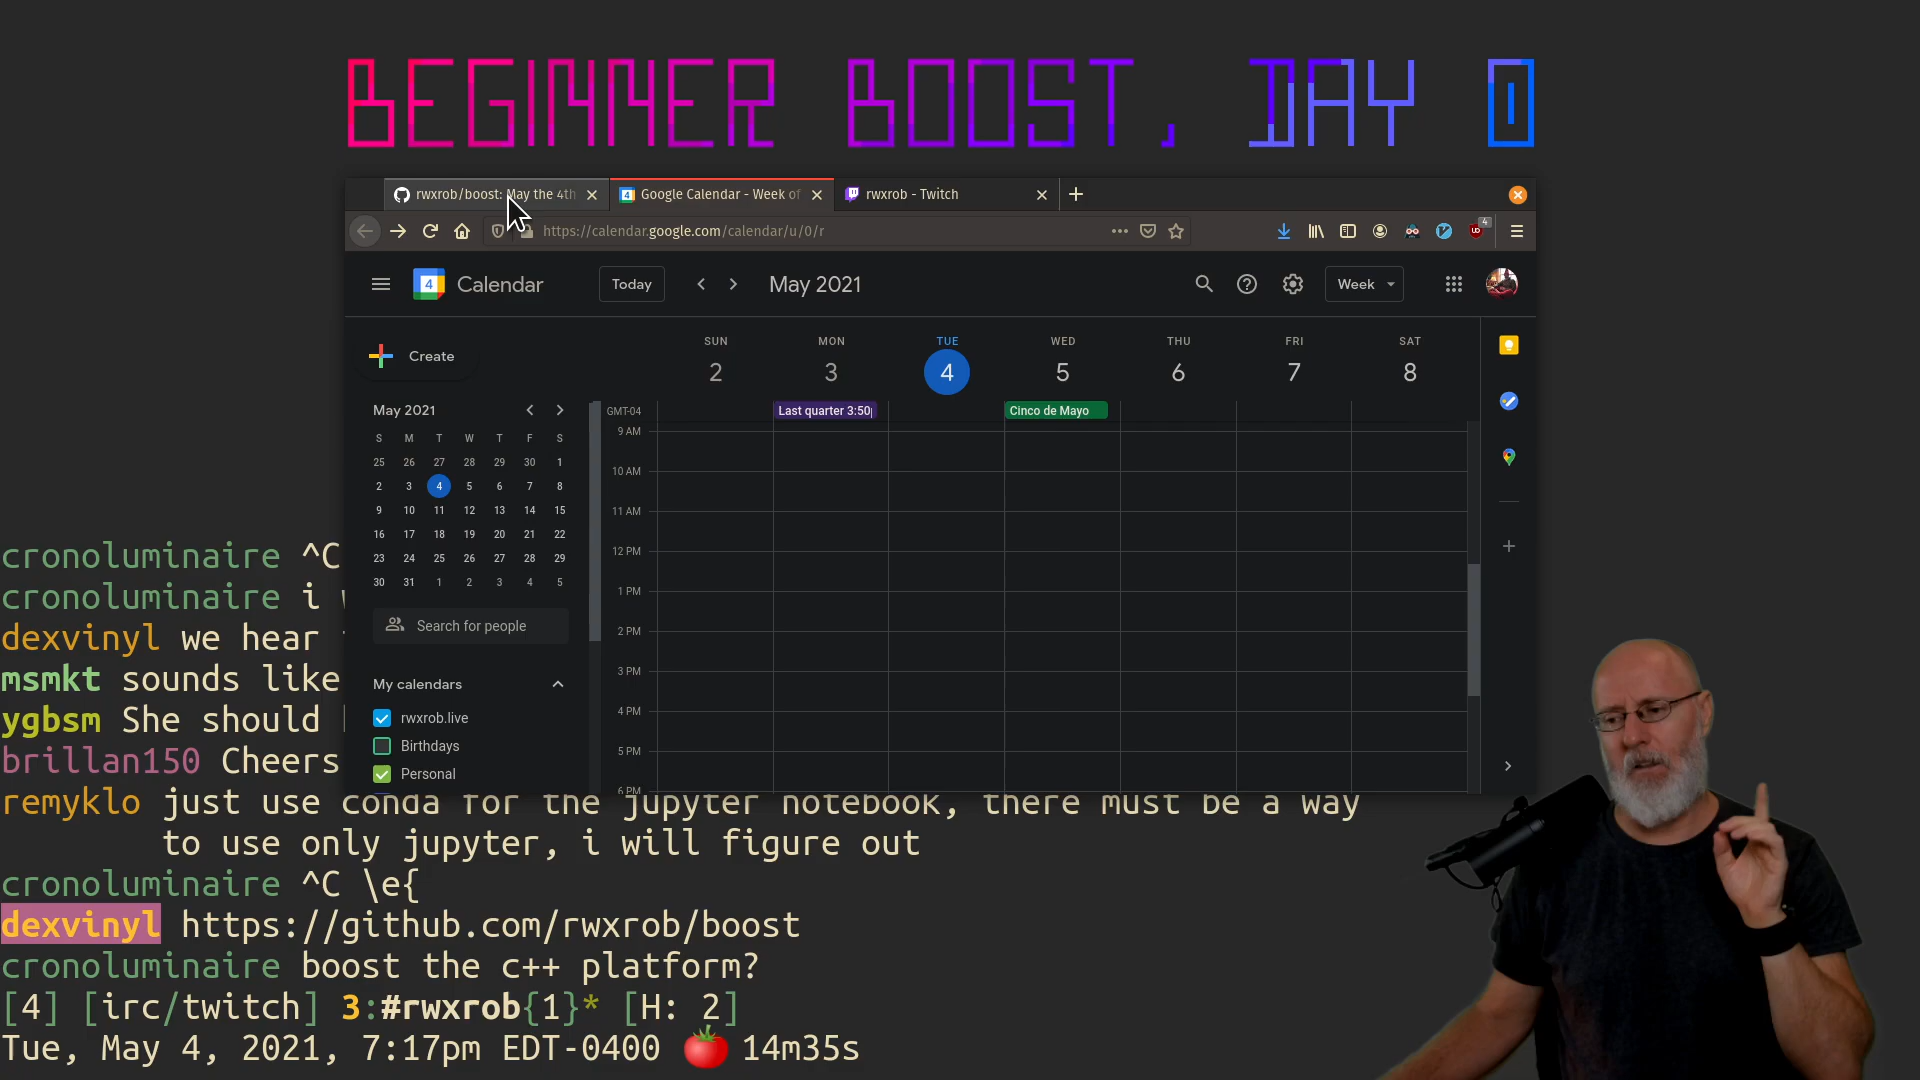 BEGINNER BOOST, DAY 0
rwxrob/boost: May the 4th
Google Calendar - Week of
rwxrob - Twitch
https://calendar.google.com/calendar/u/0/r
4
4
Calendar
Today
May 2021
Week
Create
SUN
MON
TUE
WED
THU
FRI
SAT
2
3
4
5
6
7
8
May 2021
GMT-04
Last quarter 3:50
Cinco de Mayo
S M T W T F S
25 26 27 28 29 30 1
2 3 4 5 6 7 8
9 10 11 12 13 14 15
16 17 18 19 20 21 22
23 24 25 26 27 28 29
30 31 1 2 3 4 5
9 AM
10 AM
11 AM
12 PM
1 PM
2 PM
3 PM
4 PM
5 PM
6 PM
Search for people
My calendars
rwxrob.live
Birthdays
Personal
cronoluminaire ^C
cronoluminaire i
dexvinyl we hear
msmkt sounds like
ygbsm She should
brillan150 Cheers
remyklo just use conda for the jupyter notebook, there must be a way
to use only jupyter, i will figure out
cronoluminaire ^C \e{
dexvinyl https://github.com/rwxrob/boost
cronoluminaire boost the c++ platform?
[4] [irc/twitch] 3:#rwxrob{1}* [H: 2]
Tue, May 4, 2021, 7:17pm EDT-0400 🍅 14m35s